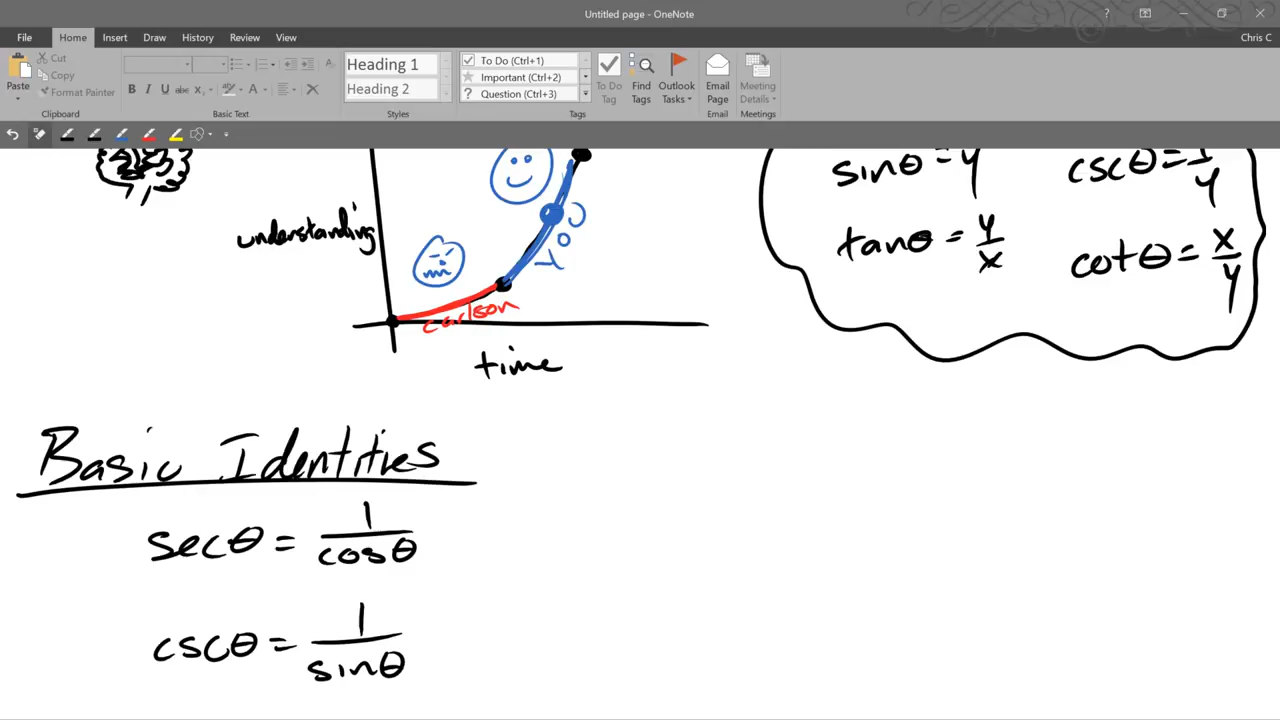 Untitled page - OneNote
File Home Insert Draw History Review View
Chris C
Cut
Copy
Paste
Format Painter
B I U abc
Heading 1
Heading 2
To Do (Ctrl+1)
Important (Ctrl+2)
Question (Ctrl+3)
To Do Tag
Find Tags
Outlook Tasks
Email Page
Meeting Details
Clipboard
Basic Text
Styles
Tags
Email
Meetings
understanding
carlson
you
time
sinθ = y
cscθ = 1/y
tanθ = y/x
cotθ = x/y
Basic Identities
secθ = 1/cosθ
cscθ = 1/sinθ